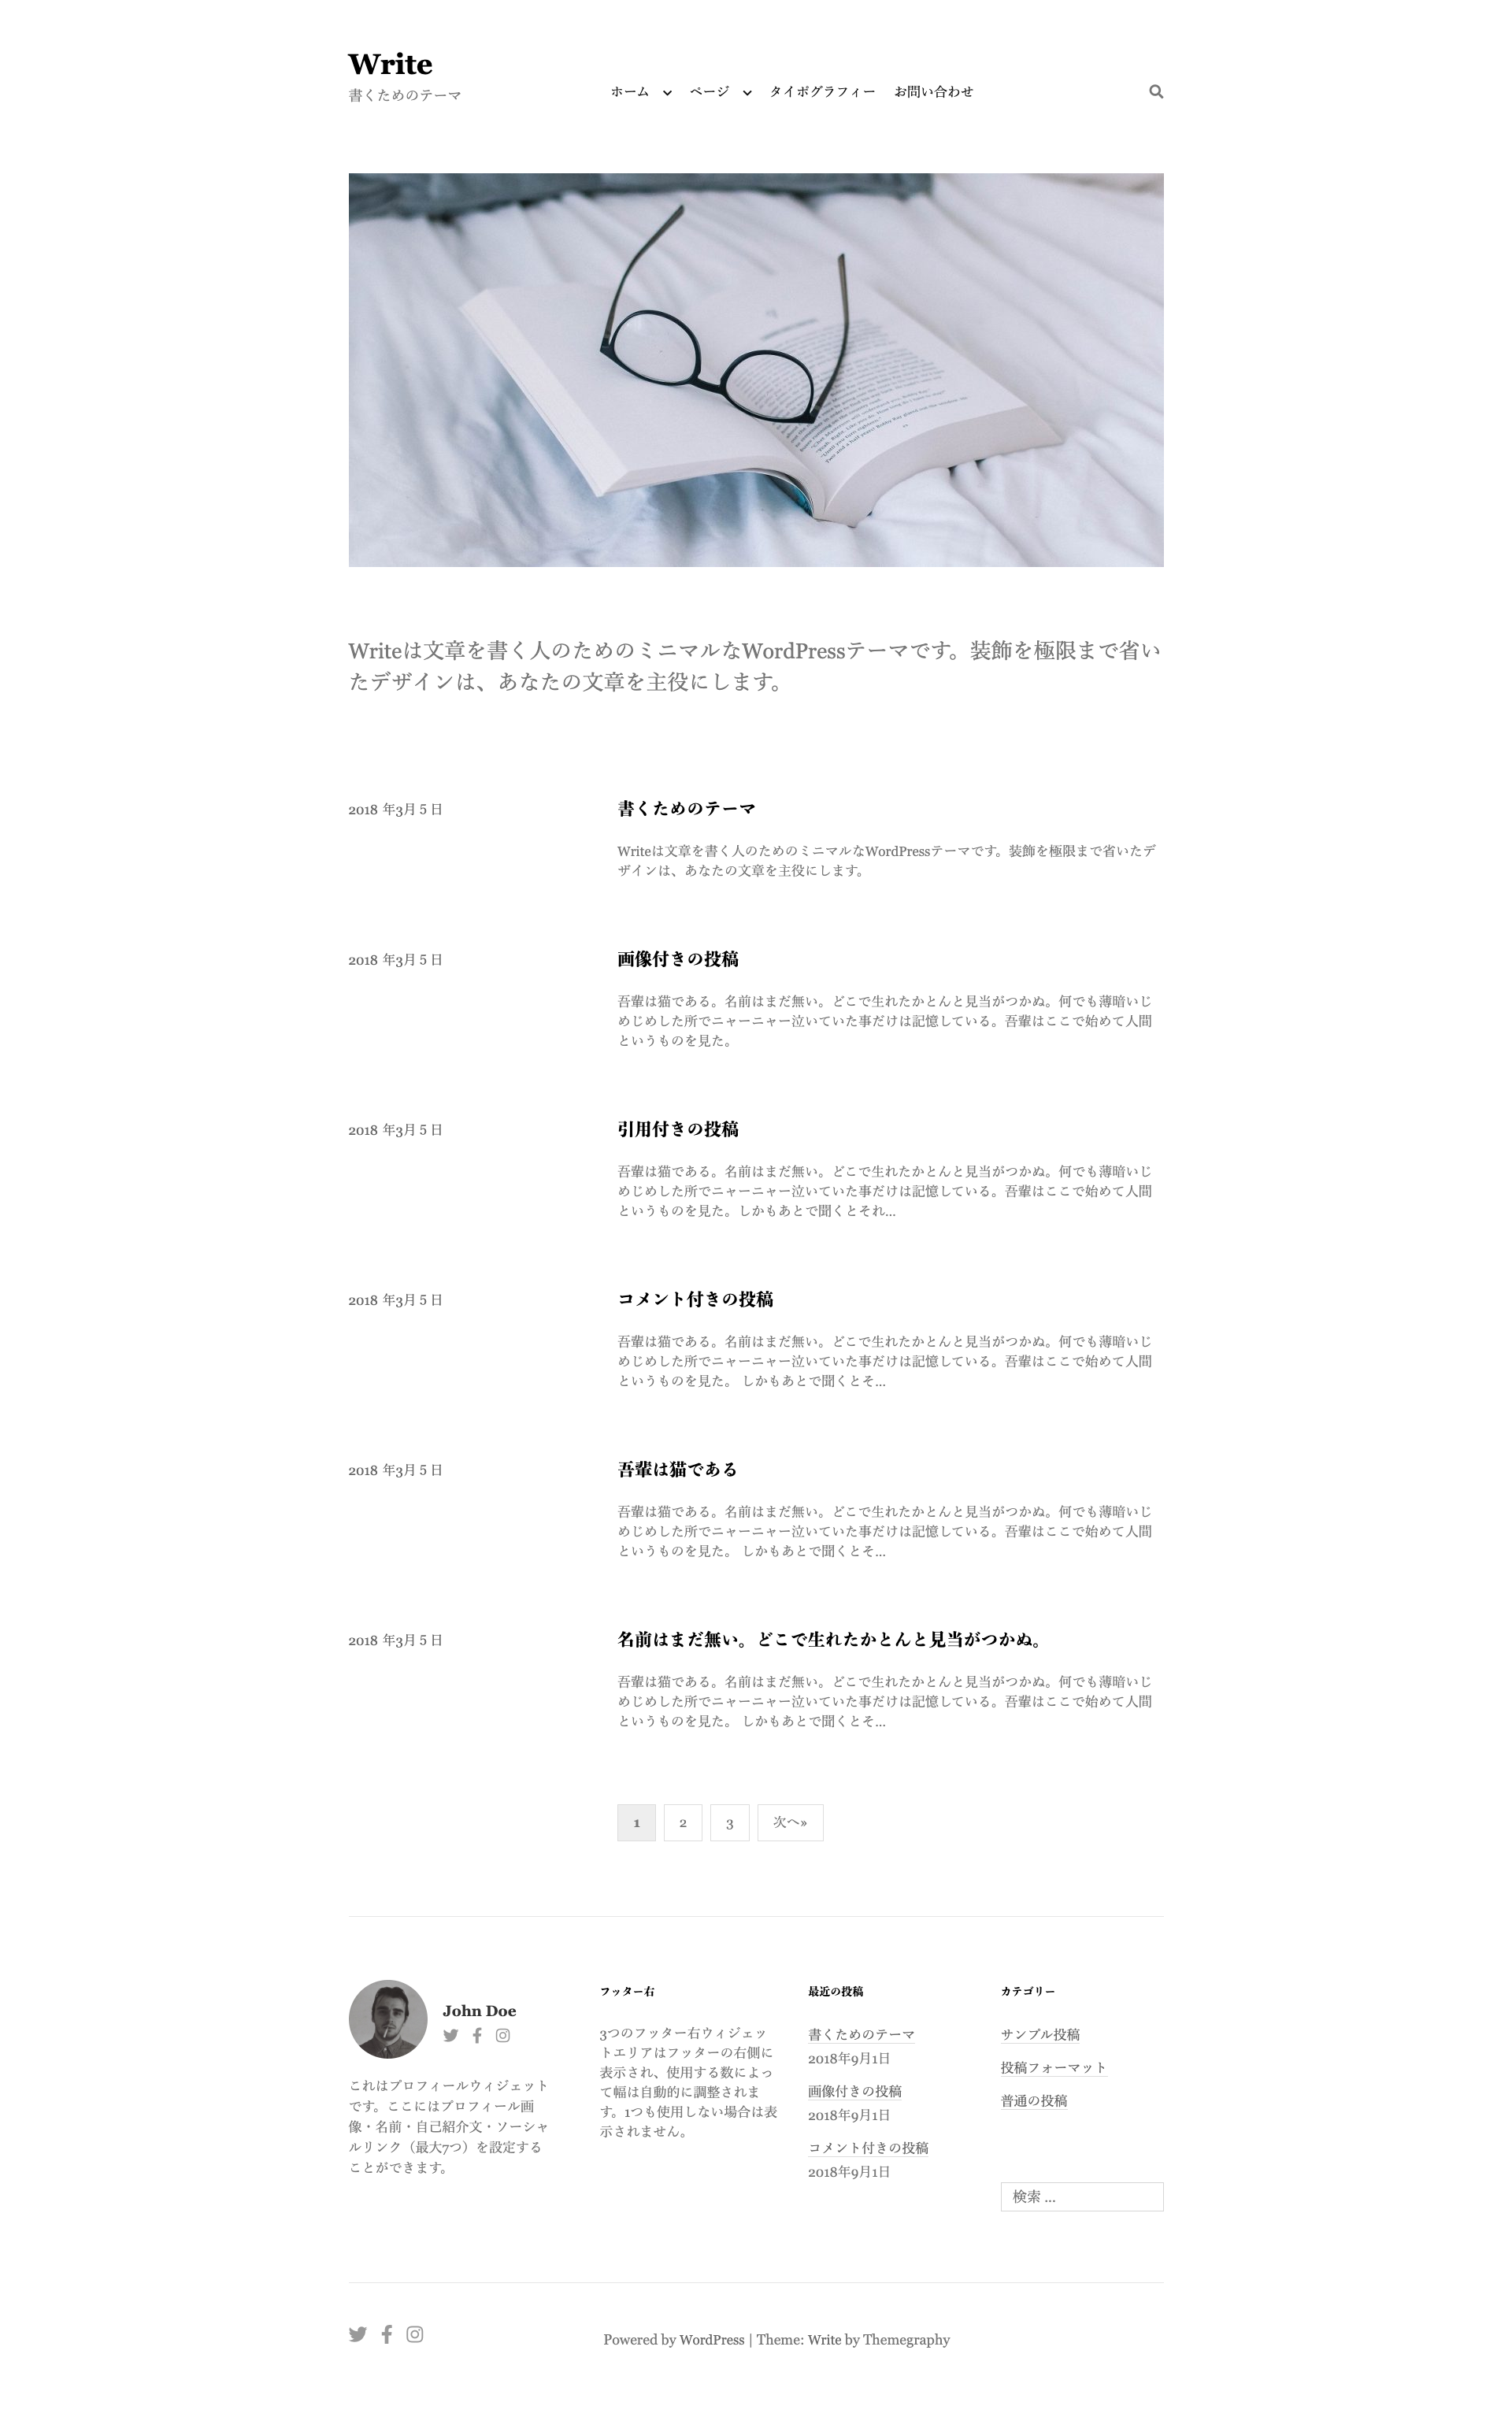 Write
書くためのテーマ
ホーム ページ タイポグラフィー お問い合わせ
Writeは文章を書く人のためのミニマルなWordPressテーマです。装飾を極限まで省い
たデザインは、あなたの文章を主役にします。
2018 年3月 5 日
書くためのテーマ
Writeは文章を書く人のためのミニマルなWordPressテーマです。装飾を極限まで省いたデ
ザインは、あなたの文章を主役にします。
2018 年3月 5 日
画像付きの投稿
吾輩は猫である。名前はまだ無い。どこで生れたかとんと見当がつかぬ。何でも薄暗いじ
めじめした所でニャーニャー泣いていた事だけは記憶している。吾輩はここで始めて人間
というものを見た。
2018 年3月 5 日
引用付きの投稿
吾輩は猫である。名前はまだ無い。どこで生れたかとんと見当がつかぬ。何でも薄暗いじ
めじめした所でニャーニャー泣いていた事だけは記憶している。吾輩はここで始めて人間
というものを見た。しかもあとで聞くとそれ...
2018 年3月 5 日
コメント付きの投稿
吾輩は猫である。名前はまだ無い。どこで生れたかとんと見当がつかぬ。何でも薄暗いじ
めじめした所でニャーニャー泣いていた事だけは記憶している。吾輩はここで始めて人間
というものを見た。 しかもあとで聞くとそ...
2018 年3月 5 日
吾輩は猫である
吾輩は猫である。名前はまだ無い。どこで生れたかとんと見当がつかぬ。何でも薄暗いじ
めじめした所でニャーニャー泣いていた事だけは記憶している。吾輩はここで始めて人間
というものを見た。 しかもあとで聞くとそ...
2018 年3月 5 日
名前はまだ無い。どこで生れたかとんと見当がつかぬ。
吾輩は猫である。名前はまだ無い。どこで生れたかとんと見当がつかぬ。何でも薄暗いじ
めじめした所でニャーニャー泣いていた事だけは記憶している。吾輩はここで始めて人間
というものを見た。 しかもあとで聞くとそ...
1 2 3 次へ»
John Doe
これはプロフィールウィジェット
です。ここにはプロフィール画
像・名前・自己紹介文・ソーシャ
ルリンク（最大7つ）を設定する
ことができます。
フッター右
3つのフッター右ウィジェッ
トエリアはフッターの右側に
表示され、使用する数によっ
て幅は自動的に調整されま
す。1つも使用しない場合は表
示されません。
最近の投稿
書くためのテーマ
2018年9月1日
画像付きの投稿
2018年9月1日
コメント付きの投稿
2018年9月1日
カテゴリー
サンプル投稿
投稿フォーマット
普通の投稿
検索 ...
Powered by WordPress | Theme: Write by Themegraphy